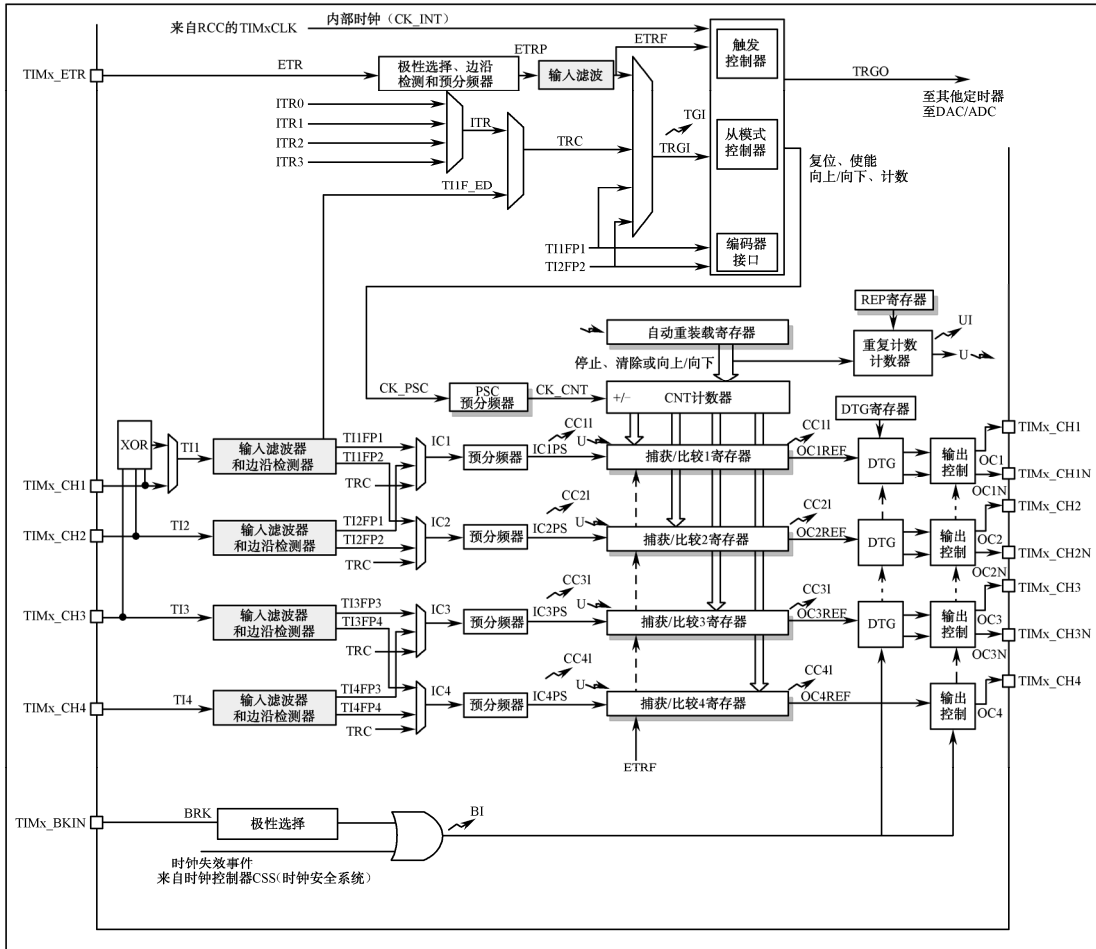 内部时钟（CK_INT）
来自RCC的TIMxCLK
ETRF
触发
控制器
TIMx_ETR
ETR
极性选择、边沿
检测和预分频器
ETRP
输入滤波
TRGO
至其他定时器
至DAC/ADC
ITR0
ITR1
ITR2
ITR3
ITR
TRC
TGI
TRGI
从模式
控制器
复位、使能
向上/向下、计数
TI1F_ED
TI1FP1
TI2FP2
编码器
接口
REP寄存器
自动重装载寄存器
UI
重复计数
计数器
U
停止、清除或向上/向下
CK_PSC
PSC
预分频器
CK_CNT
+/−
CNT计数器
DTG寄存器
XOR
TI1
输入滤波器
和边沿检测器
TI1FP1
TI1FP2
TRC
IC1
预分频器
IC1PS
CC1I
U
捕获/比较1寄存器
CC1I
OC1REF
DTG
输出
控制
OC1
OC1N
TIMx_CH1
TIMx_CH1N
TIMx_CH1
TIMx_CH2
TI2
输入滤波器
和边沿检测器
TI2FP1
TI2FP2
TRC
IC2
预分频器
IC2PS
CC2I
U
捕获/比较2寄存器
CC2I
OC2REF
DTG
输出
控制
OC2
OC2N
TIMx_CH2
TIMx_CH2N
TIMx_CH3
TI3
输入滤波器
和边沿检测器
TI3FP3
TI3FP4
TRC
IC3
预分频器
IC3PS
CC3I
U
捕获/比较3寄存器
CC3I
OC3REF
DTG
输出
控制
OC3
OC3N
TIMx_CH3
TIMx_CH3N
TIMx_CH4
TI4
输入滤波器
和边沿检测器
TI4FP3
TI4FP4
TRC
IC4
预分频器
IC4PS
CC4I
U
捕获/比较4寄存器
CC4I
OC4REF
输出
控制
OC4
TIMx_CH4
ETRF
TIMx_BKIN
BRK
极性选择
BI
时钟失效事件
来自时钟控制器CSS（时钟安全系统）